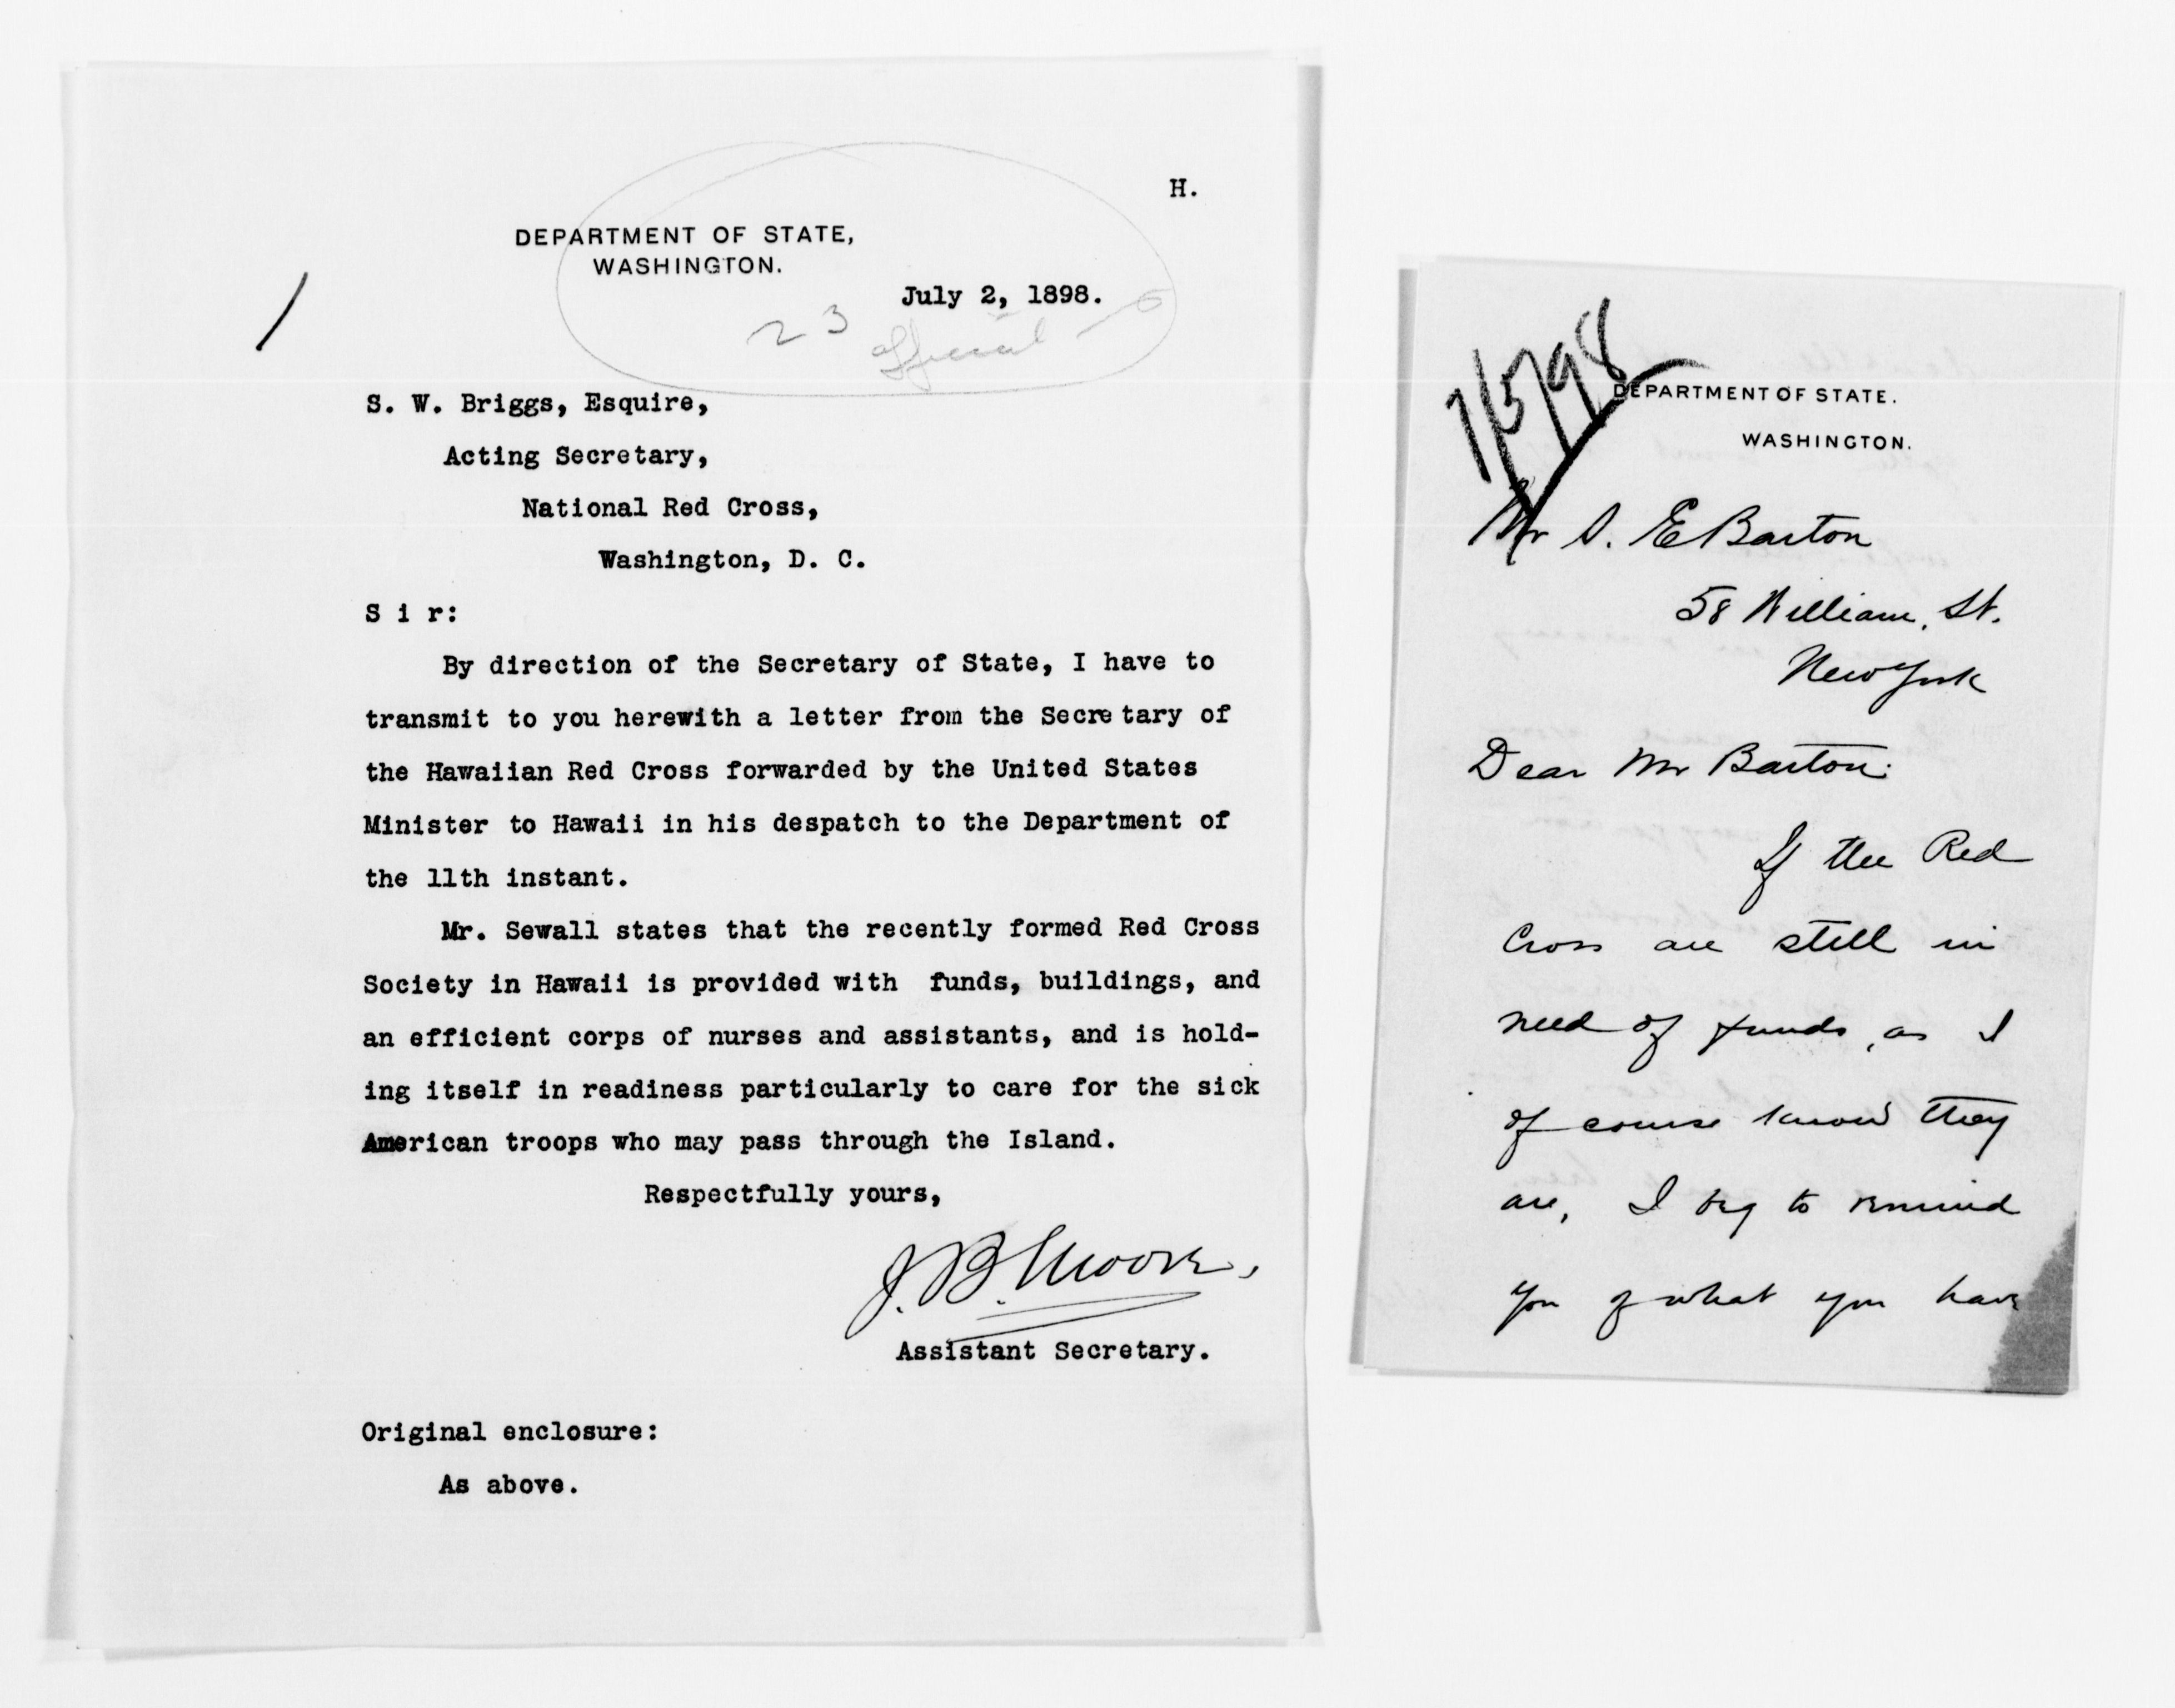 H.
DEPARTMENT OF STATE,
WASHINGTON.
July 2, 1898.
23
official
S. W. Briggs, Esquire,
Acting Secretary,
National Red Cross,
Washington, D. C.
S i r:
By direction of the Secretary of State, I have to
transmit to you herewith a letter from the Secretary of
the Hawaiian Red Cross forwarded by the United States
Minister to Hawaii in his despatch to the Department of
the 11th instant.
Mr. Sewall states that the recently formed Red Cross
Society in Hawaii is provided with funds, buildings, and
an efficient corps of nurses and assistants, and is hold-
ing itself in readiness particularly to care for the sick
American troops who may pass through the Island.
Respectfully yours,
J. B. Moore,
Assistant Secretary.
Original enclosure:
As above.
7/5/98
DEPARTMENT OF STATE.
WASHINGTON.
Mr S. E Barton
58 William St.
New York
Dear Mr Barton:
If the Red
Cross are still in
need of funds, as I
of course know they
are, I beg to remind
you of what you have